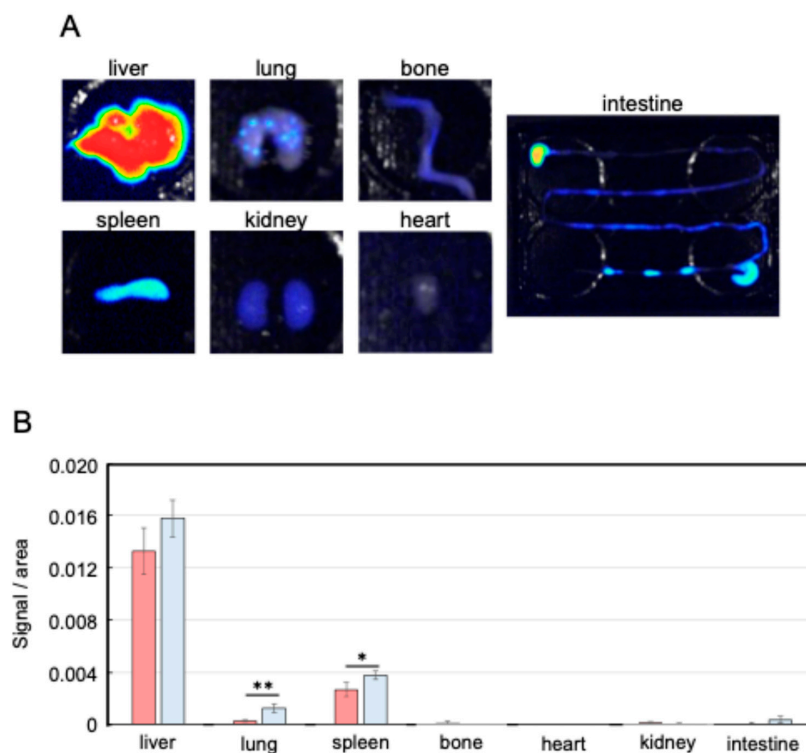 A
liver lung bone
intestine
spleen kidney heart
B
0.020
0.016
0.012
0.008
0.004
0
Signal / area
**
*
liver lung spleen bone heart kidney intestine